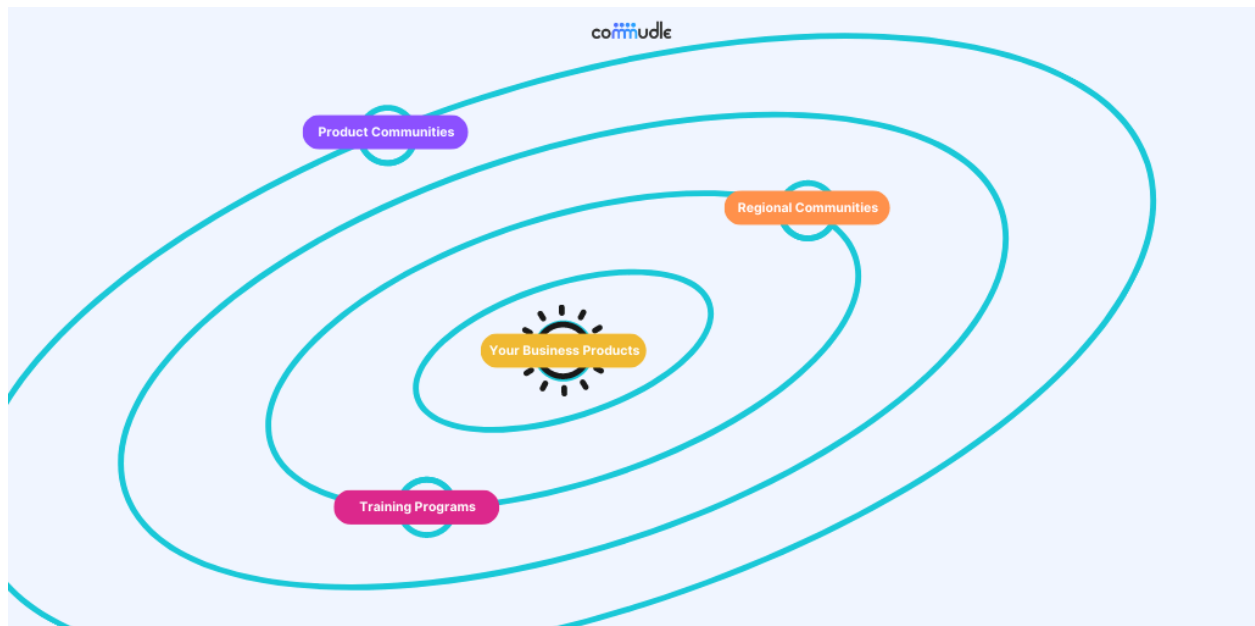 commudle
Product Communities
Regional Communities
Your Business Products
Training Programs